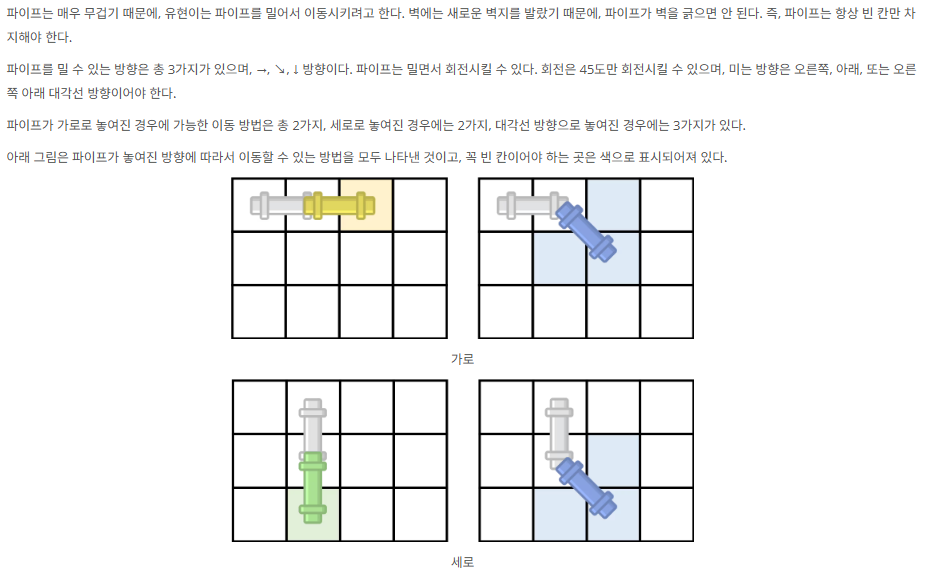 파이프는 매우 무겁기 때문에, 유현이는 파이프를 밀어서 이동시키려고 한다. 벽에는 새로운 벽지를 발랐기 때문에, 파이프가 벽을 긁으면 안 된다. 즉, 파이프는 항상 빈 칸만 차
지해야 한다.
파이프를 밀 수 있는 방향은 총 3가지가 있으며, →, ↘, ↓ 방향이다. 파이프는 밀면서 회전시킬 수 있다. 회전은 45도만 회전시킬 수 있으며, 미는 방향은 오른쪽, 아래, 또는 오른
쪽 아래 대각선 방향이어야 한다.
파이프가 가로로 놓여진 경우에 가능한 이동 방법은 총 2가지, 세로로 놓여진 경우에는 2가지, 대각선 방향으로 놓여진 경우에는 3가지가 있다.
아래 그림은 파이프가 놓여진 방향에 따라서 이동할 수 있는 방법을 모두 나타낸 것이고, 꼭 빈 칸이어야 하는 곳은 색으로 표시되어져 있다.
가로
세로